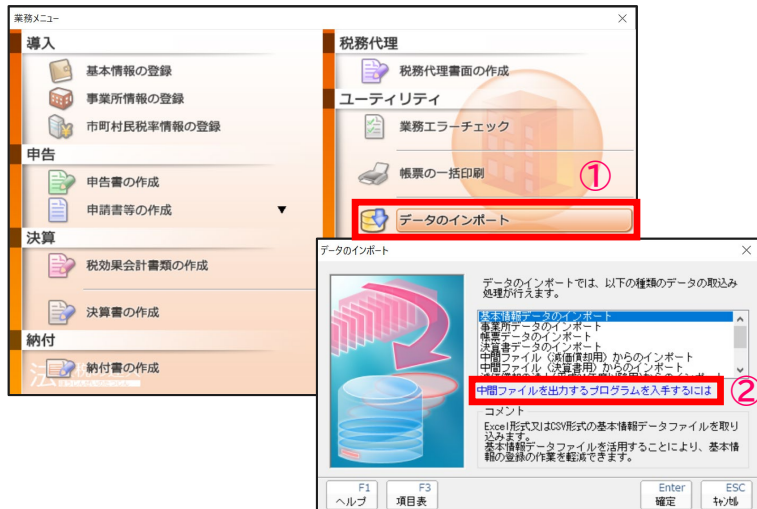 業務メニュー
導入
基本情報の登録
事業所情報の登録
市町村民税率情報の登録
申告
申告書の作成
申請書等の作成 ▼
決算
税効果会計書類の作成
決算書の作成
納付
納付書の作成
税務代理
税務代理書面の作成
ユーティリティ
業務エラーチェック
帳票の一括印刷
①
データのインポート
データのインポート
データのインポートでは、以下の種類のデータの取込み
処理が行えます。
基本情報データのインポート
事業所データのインポート
帳票データのインポート
決算書データのインポート
中間ファイル（減価償却用）からのインポート
中間ファイル（決算書用）からのインポート
中間ファイルを出力するプログラムを入手するには
②
コメント
Excel形式又はCSV形式の基本情報データファイルを取り
込みます。
基本情報データファイルを活用することにより、基本情
報の登録の作業を軽減できます。
F1
ヘルプ
F3
項目表
Enter
確定
ESC
ｷｬﾝｾﾙ